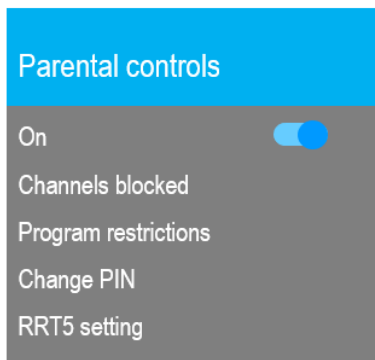 Parental controls
On
Channels blocked
Program restrictions
Change PIN
RRT5 setting